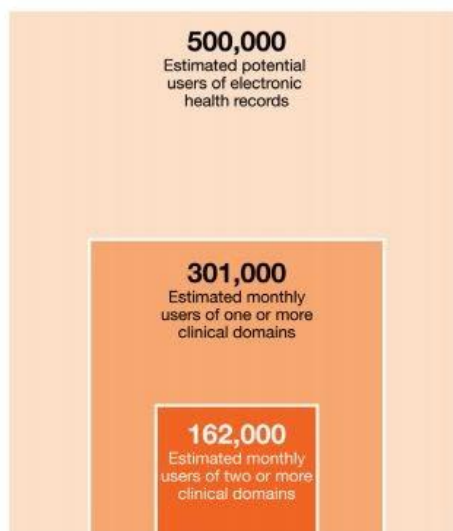 500,000
Estimated potential
users of electronic
health records
301,000
Estimated monthly
users of one or more
clinical domains
162,000
Estimated monthly
users of two or more
clinical domains